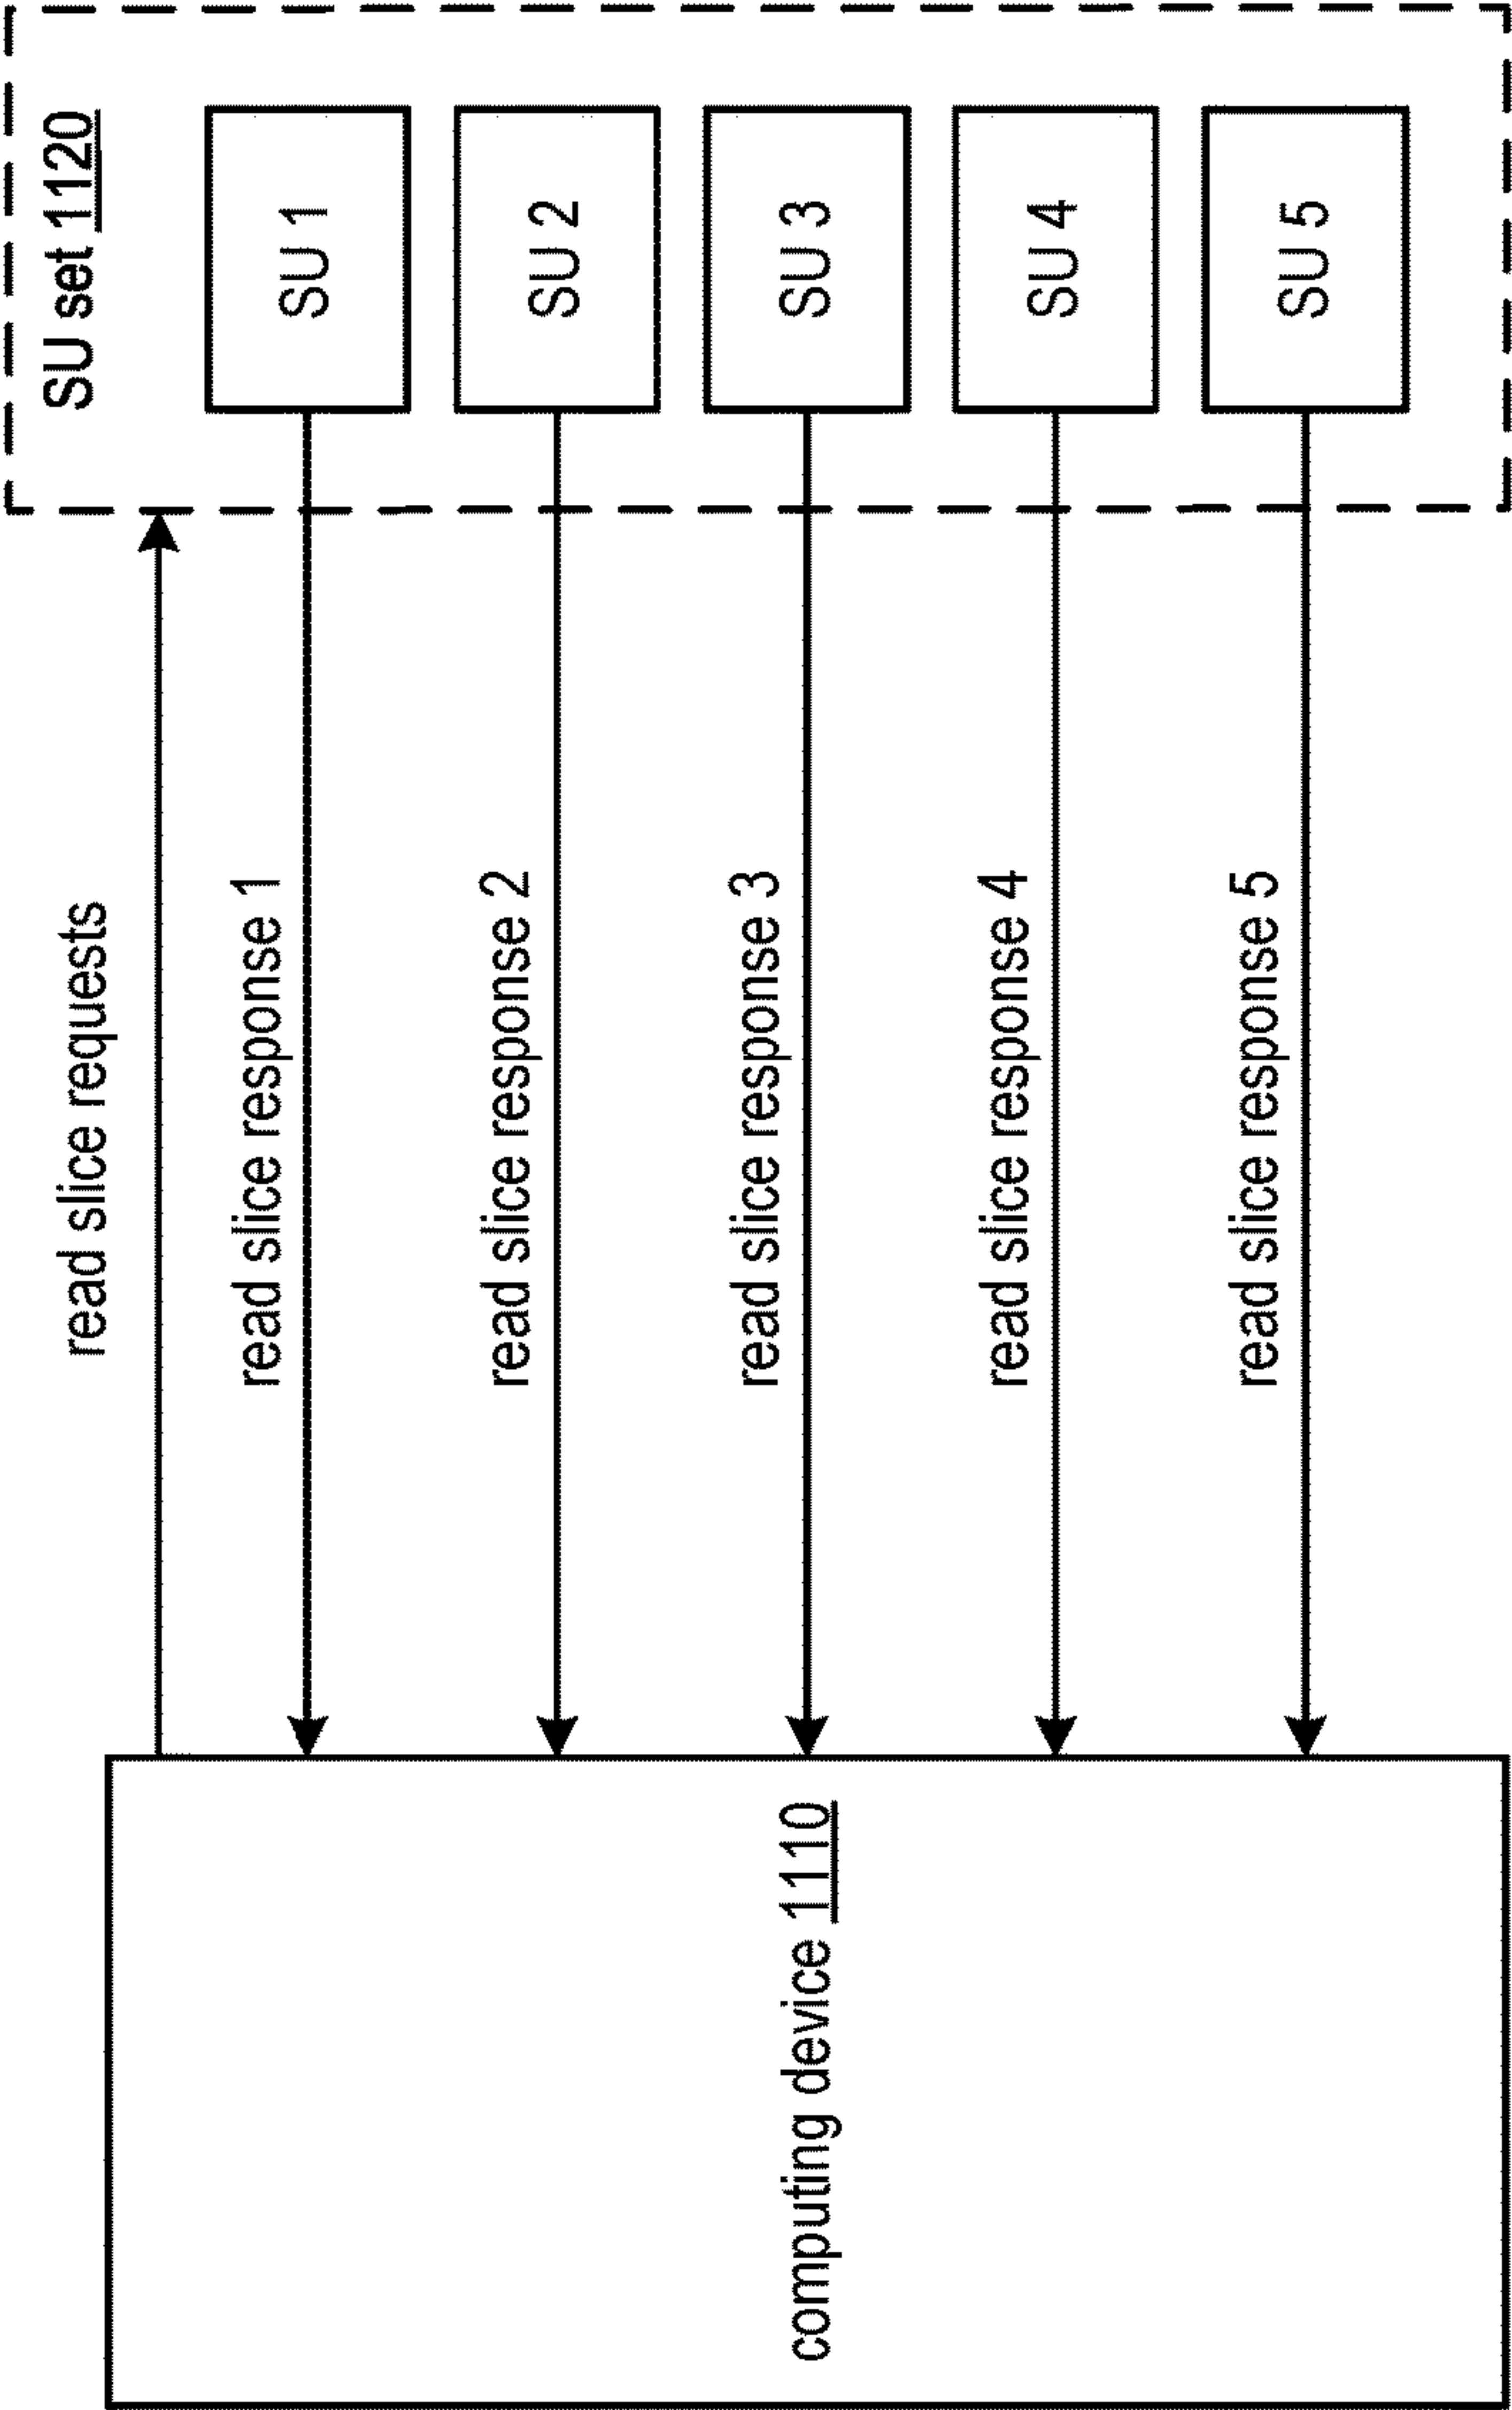 SU set 1120
read slice requests
SU 1
read slice response 1
SU 2
read slice response 2
SU 3
read slice response 3
computing device 1110
SU 4
read slice response 4
SU 5
read slice response 5